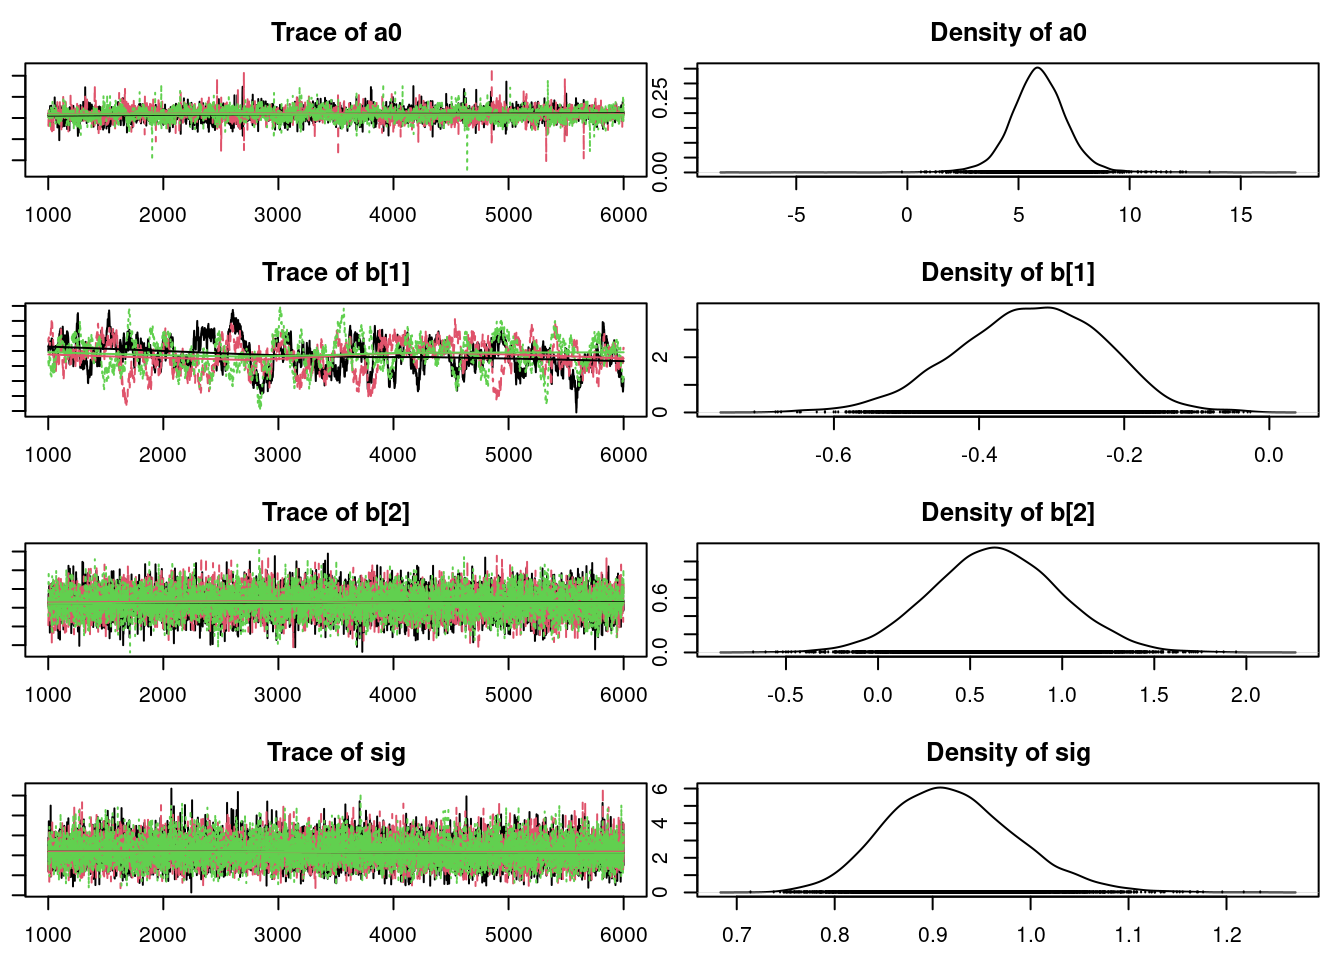 Trace of a0
1000 2000 3000 4000 5000 6000
Density of a0
0.00 0.25
-5 0 5 10 15
Trace of b[1]
1000 2000 3000 4000 5000 6000
Density of b[1]
0 2
-0.6 -0.4 -0.2 0.0
Trace of b[2]
1000 2000 3000 4000 5000 6000
Density of b[2]
0.0 0.6
-0.5 0.0 0.5 1.0 1.5 2.0
Trace of sig
1000 2000 3000 4000 5000 6000
Density of sig
0 2 4 6
0.7 0.8 0.9 1.0 1.1 1.2